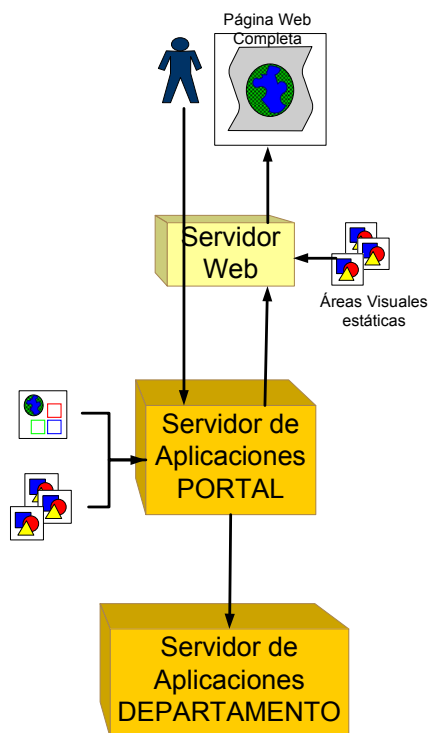 Página Web
Completa
Servidor
Web
Áreas Visuales
estáticas
Servidor de
Aplicaciones
PORTAL
Servidor de
Aplicaciones
DEPARTAMENTO